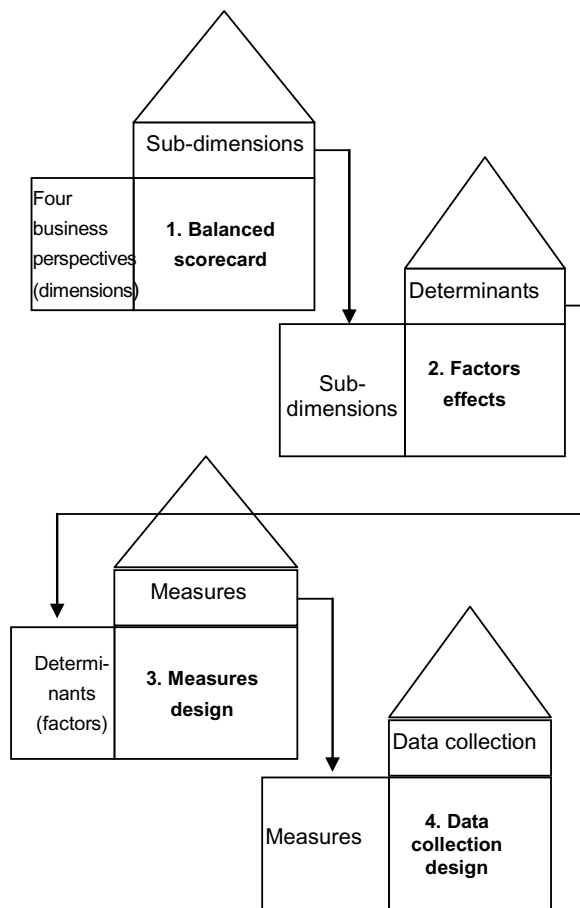 Sub-dimensions
Four
business
perspectives
(dimensions)
1. Balanced
scorecard
Determinants
Sub-
dimensions
2. Factors
effects
Measures
Determi-
nants
(factors)
3. Measures
design
Data collection
Measures
4. Data
collection
design